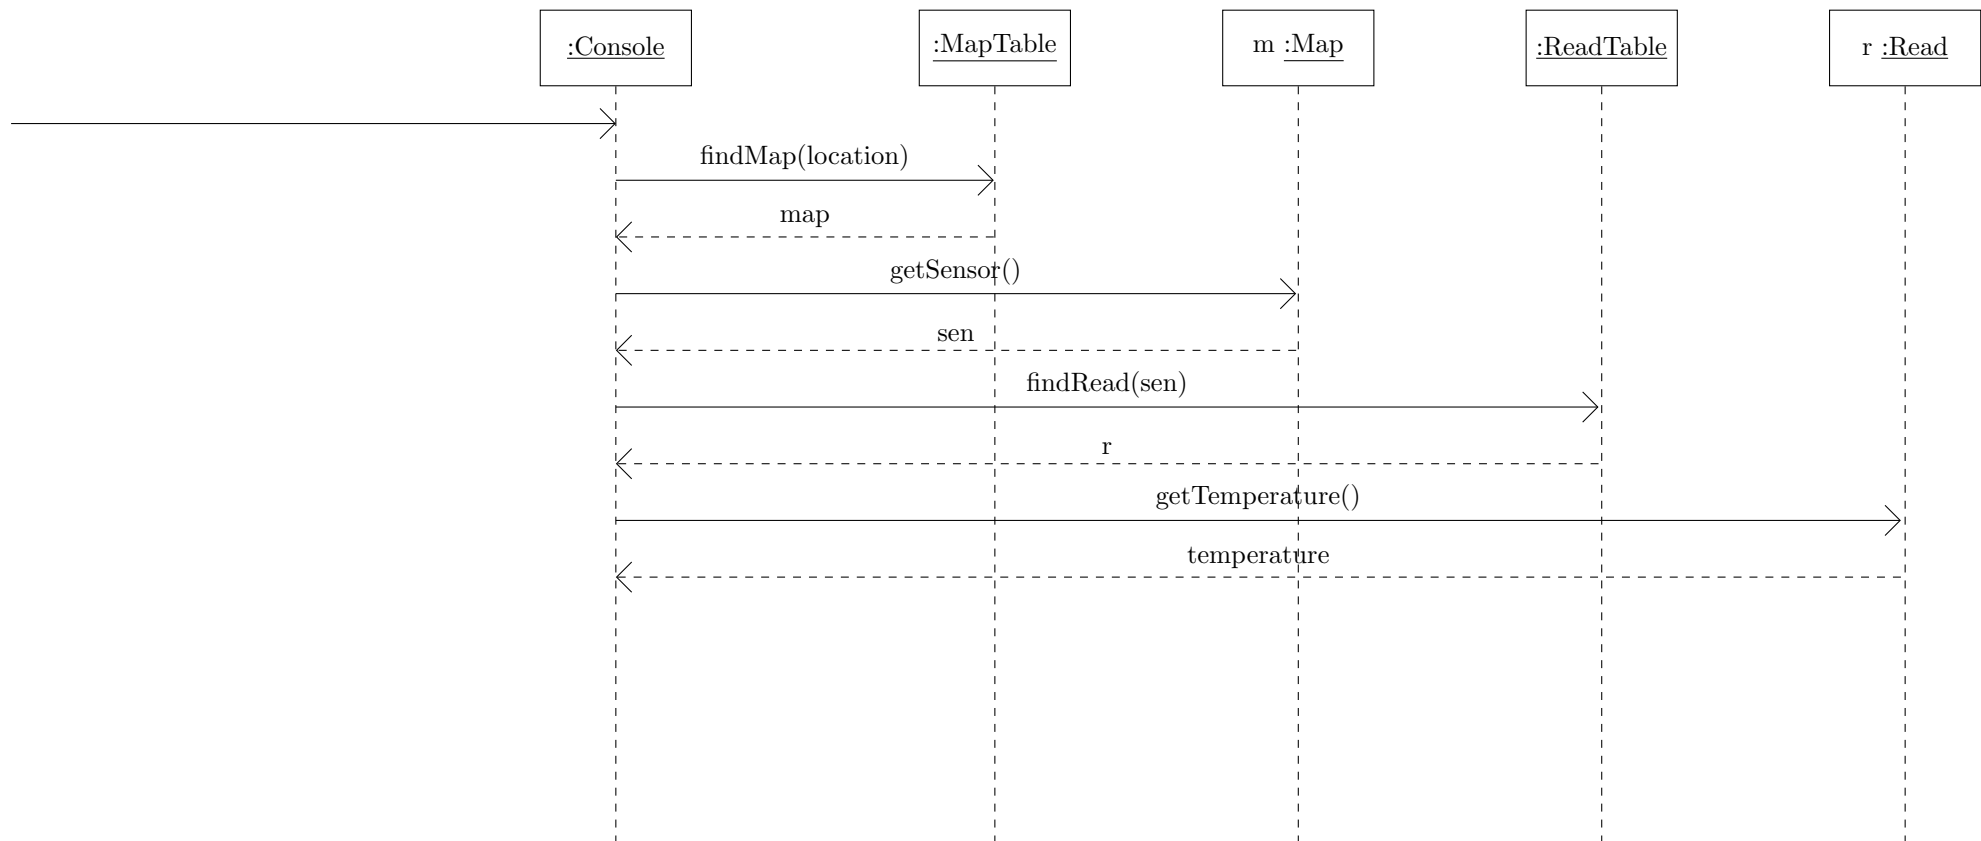 :Console
:MapTable
m :Map
:ReadTable
r :Read
findMap(location)
map
getSensor()
sen
findRead(sen)
r
getTemperature()
temperature